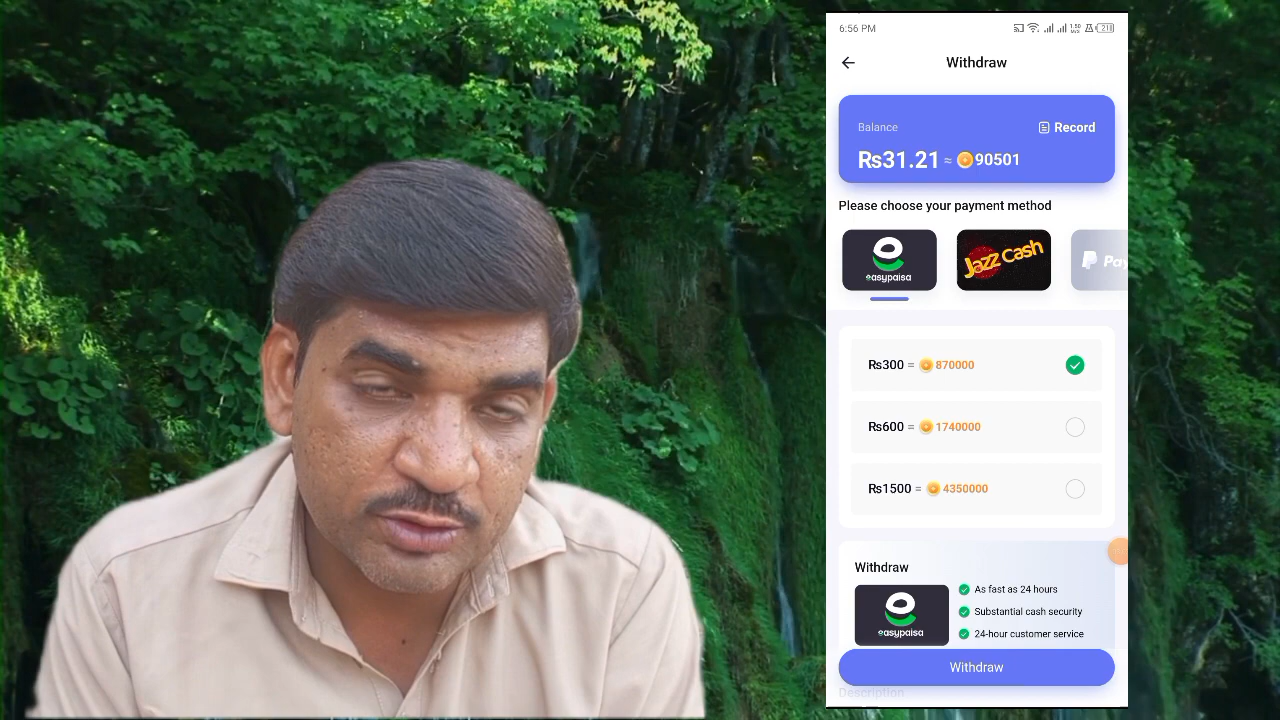 6:56 PM
Withdraw
Balance
Record
₨31.21 ≈ 90501
Please choose your payment method
easypaisa
Jazz Cash
Pay
₨300 = 870000
₨600 = 1740000
₨1500 = 4350000
Withdraw
As fast as 24 hours
easypaisa
Substantial cash security
24-hour customer service
Withdraw
Description